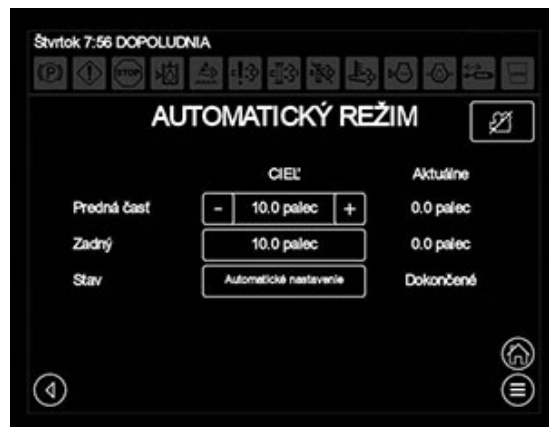 Štvrtok 7:56 DOPOLUDNIA
(P) STOP
AUTOMATICKÝ REŽIM
CIEĽ Aktuálne
Predná časť - 10.0 palec + 0.0 palec
Zadný 10.0 palec 0.0 palec
Stav Automatické nastavenie Dokončené